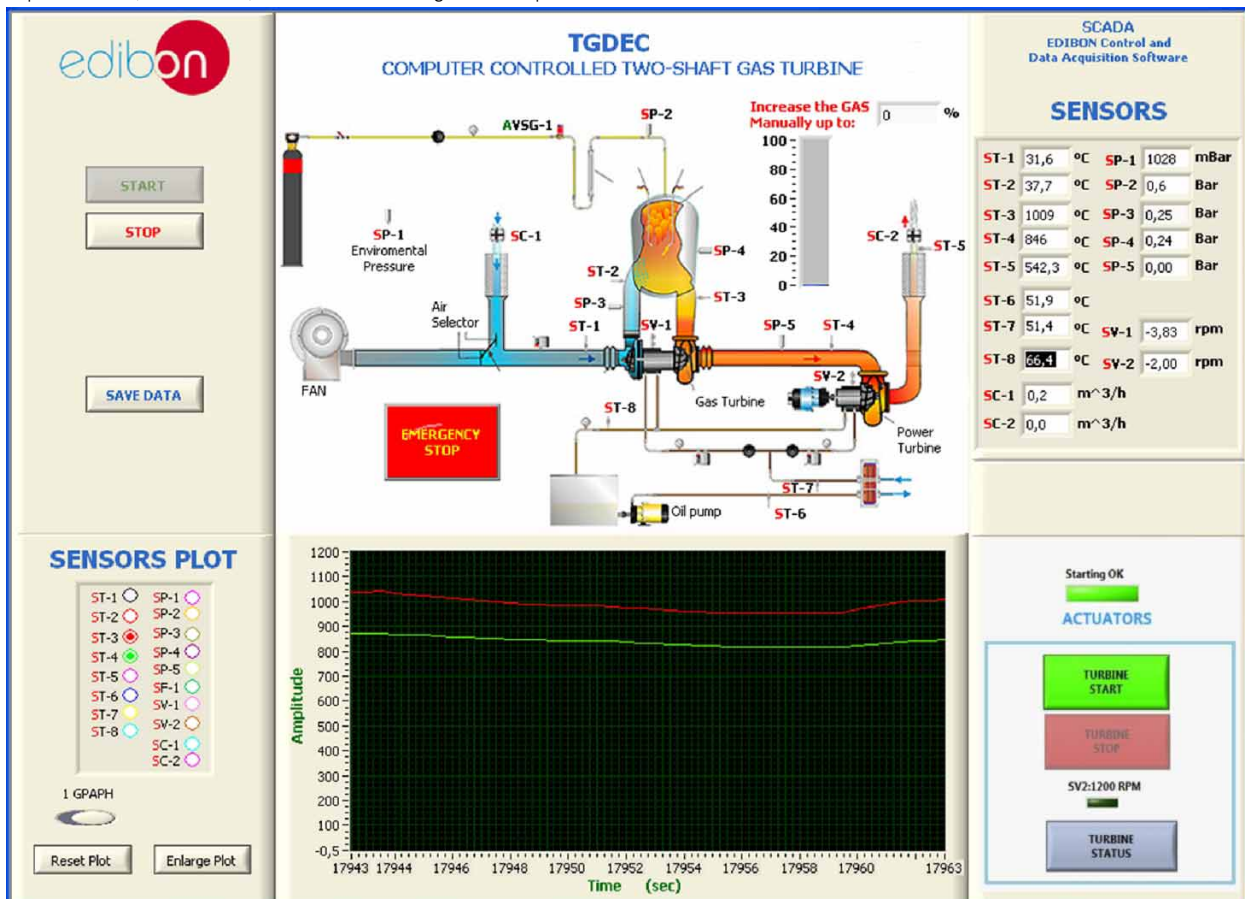 edibon
START
STOP
SAVE DATA
TGDEC
COMPUTER CONTROLLED TWO-SHAFT GAS TURBINE
AVSG-1
SP-2
Increase the GAS
Manually up to:
0 %
100
80
60
40
20
0
SP-1
Enviromental
Pressure
SC-1
SP-4
SC-2
ST-5
ST-2
ST-3
SP-3
Air
Selector
ST-1
SV-1
SP-5
ST-4
FAN
Gas Turbine
SV-2
ST-8
EMERGENCY
STOP
Power
Turbine
ST-7
ST-6
Oil pump
SCADA
EDIBON Control and
Data Acquisition Software
SENSORS
ST-1 31,6 ºC SP-1 1028 mBar
ST-2 37,7 ºC SP-2 0,6 Bar
ST-3 1009 ºC SP-3 0,25 Bar
ST-4 846 ºC SP-4 0,24 Bar
ST-5 542,3 ºC SP-5 0,00 Bar
ST-6 51,9 ºC
ST-7 51,4 ºC SV-1 -3,83 rpm
ST-8 66,4 ºC SV-2 -2,00 rpm
SC-1 0,2 m^3/h
SC-2 0,0 m^3/h
SENSORS PLOT
ST-1 SP-1
ST-2 SP-2
ST-3 SP-3
ST-4 SP-4
ST-5 SP-5
ST-6 SF-1
ST-7 SV-1
ST-8 SV-2
SC-1
SC-2
1 GPAPH
Reset Plot Enlarge Plot
Amplitude
1200
1100
1000
900
800
700
600
500
400
300
200
100
-0,5
17943 17944 17946 17948 17950 17952 17954 17956 17958 17960 17963
Time (sec)
Starting OK
ACTUATORS
TURBINE
START
TURBINE
STOP
SV2:1200 RPM
TURBINE
STATUS